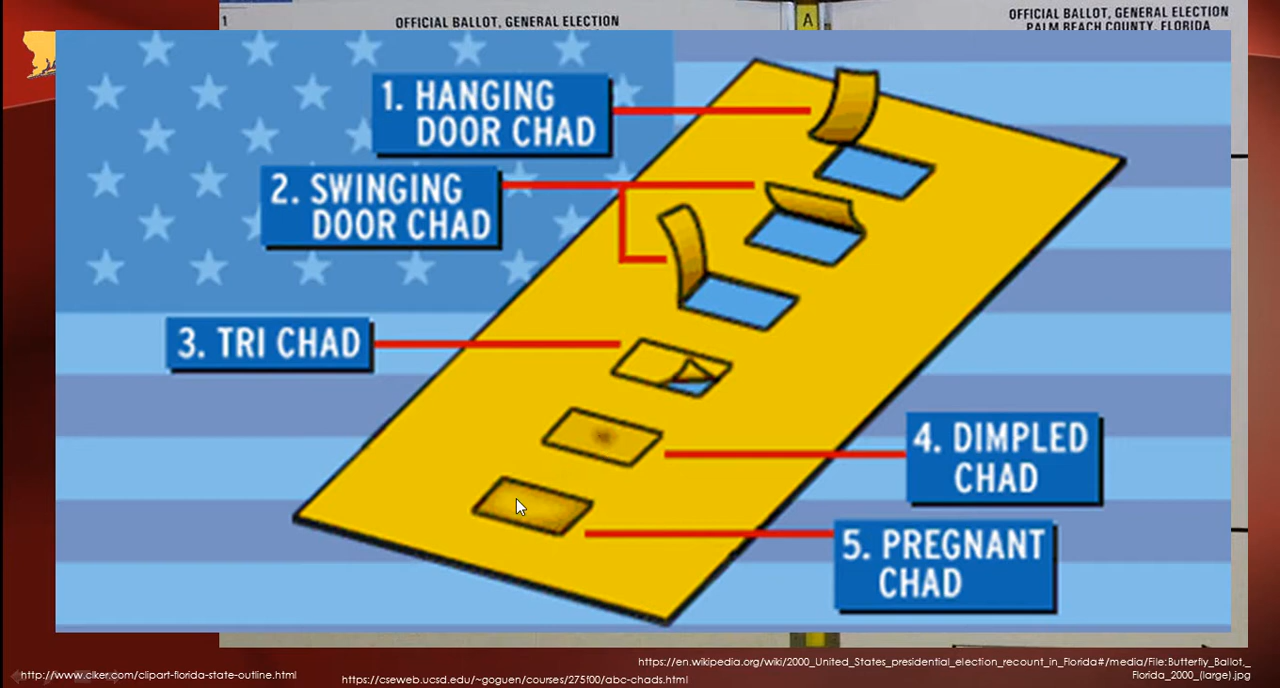 1
OFFICIAL BALLOT, GENERAL ELECTION
A
OFFICIAL BALLOT, GENERAL ELECTION
PALM BEACH COUNTY, FLORIDA
1. HANGING
DOOR CHAD
2. SWINGING
DOOR CHAD
3. TRI CHAD
4. DIMPLED
CHAD
5. PREGNANT
CHAD
http://www.clker.com/clipart-florida-state-outline.html
https://cseweb.ucsd.edu/~goguen/courses/275f00/abc-chads.html
https://en.wikipedia.org/wiki/2000_United_States_presidential_election_recount_in_Florida#/media/File:Butterfly_Ballot,_
Florida_2000_(large).jpg